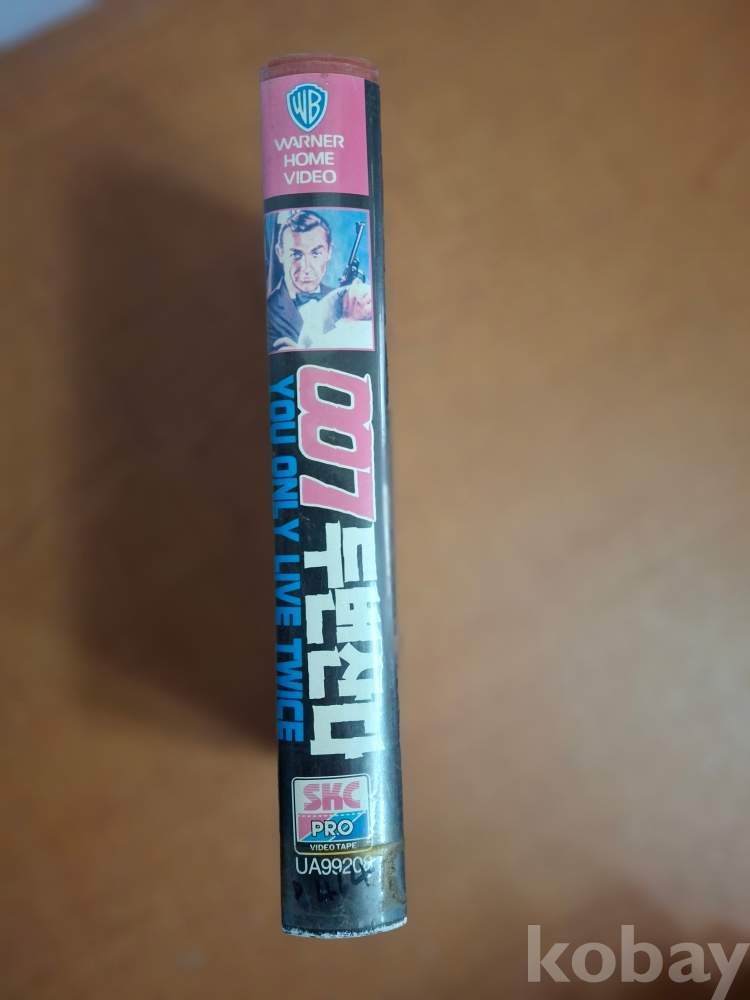 WB
WARNER
HOME
VIDEO
007 두번산다
YOU ONLY LIVE TWICE
SKC
PRO
VIDEO TAPE
kobay